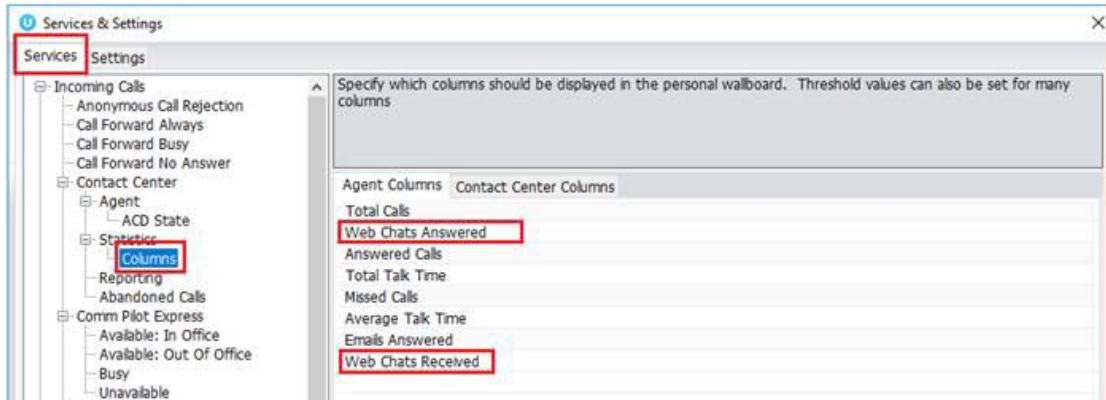 Services & Settings
Services Settings
Incoming Calls
Anonymous Call Rejection
Call Forward Always
Call Forward Busy
Call Forward No Answer
Contact Center
Agent
ACD State
Statistics
Columns
Reporting
Abandoned Calls
Comm Pilot Express
Available: In Office
Available: Out Of Office
Busy
Unavailable
Specify which columns should be displayed in the personal wallboard. Threshold values can also be set for many
columns
Agent Columns Contact Center Columns
Total Calls
Web Chats Answered
Answered Calls
Total Talk Time
Missed Calls
Average Talk Time
Emails Answered
Web Chats Received